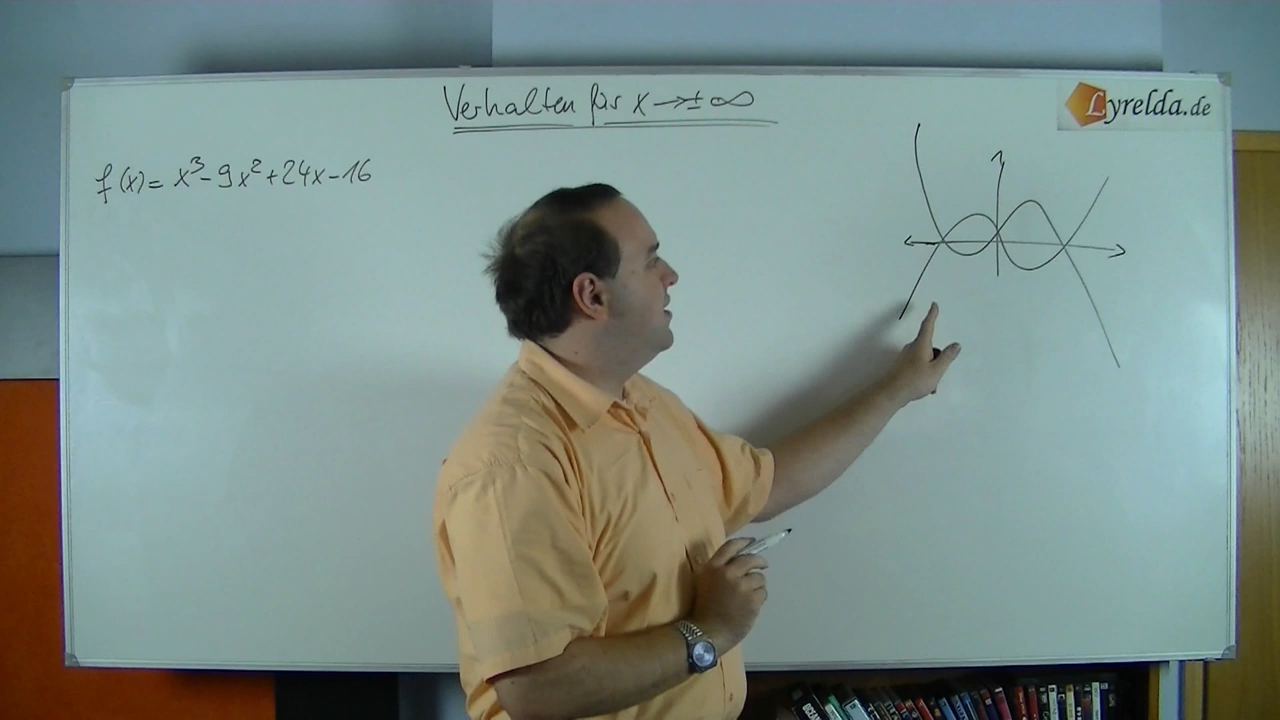 Verhalten für x → ± ∞
Lyrelda.de
f(x) = x³ - 9x² + 24x - 16